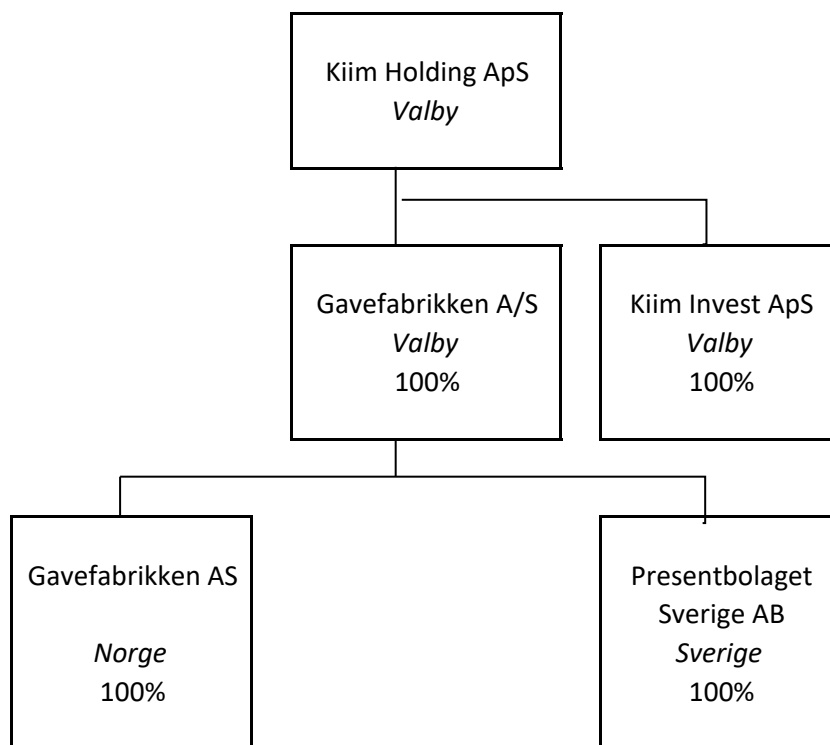 Kiim Holding ApS
Valby
Gavefabrikken A/S
Valby
100%
Kiim Invest ApS
Valby
100%
Gavefabrikken AS
Norge
100%
Presentbolaget
Sverige AB
Sverige
100%